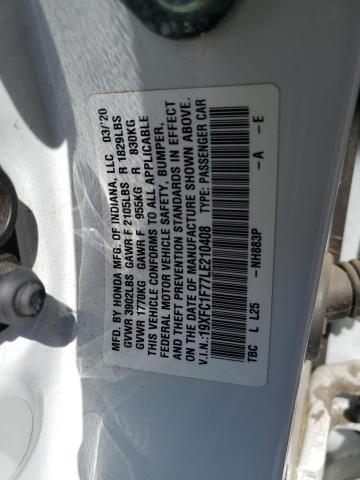 MFD. BY HONDA MFG. OF INDIANA, LLC 03/'20
GVWR 3902LBS GAWR F 2105LBS R 1829LBS
GVWR 1770KG GAWR F 955KG R 830KG
THIS VEHICLE CONFORMS TO ALL APPLICABLE
FEDERAL MOTOR VEHICLE SAFETY, BUMPER,
AND THEFT PREVENTION STANDARDS IN EFFECT
ON THE DATE OF MANUFACTURE SHOWN ABOVE.
V.I.N.:19XFC1F77LE210408 TYPE: PASSENGER CAR
TBC L L25 -NH883P -A -E